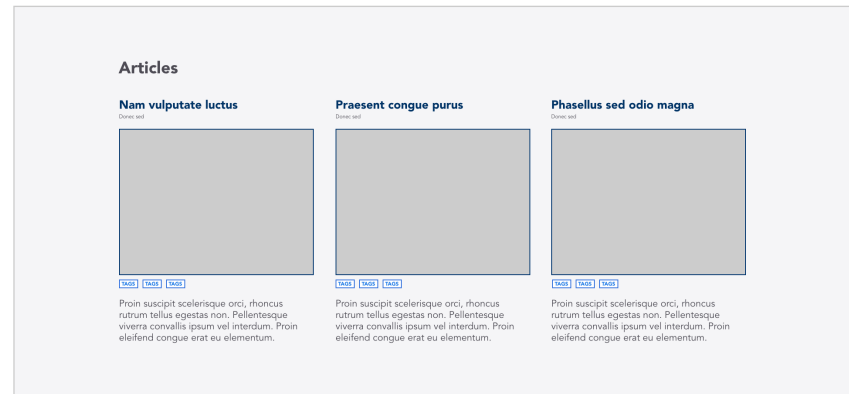 Articles
Nam vulputate luctus
Donec sed
TAGS TAGS TAGS
Proin suscipit scelerisque orci, rhoncus
rutrum tellus egestas non. Pellentesque
viverra convallis ipsum vel interdum. Proin
eleifend congue erat eu elementum.
Praesent congue purus
Donec sed
TAGS TAGS TAGS
Proin suscipit scelerisque orci, rhoncus
rutrum tellus egestas non. Pellentesque
viverra convallis ipsum vel interdum. Proin
eleifend congue erat eu elementum.
Phasellus sed odio magna
Donec sed
TAGS TAGS TAGS
Proin suscipit scelerisque orci, rhoncus
rutrum tellus egestas non. Pellentesque
viverra convallis ipsum vel interdum. Proin
eleifend congue erat eu elementum.